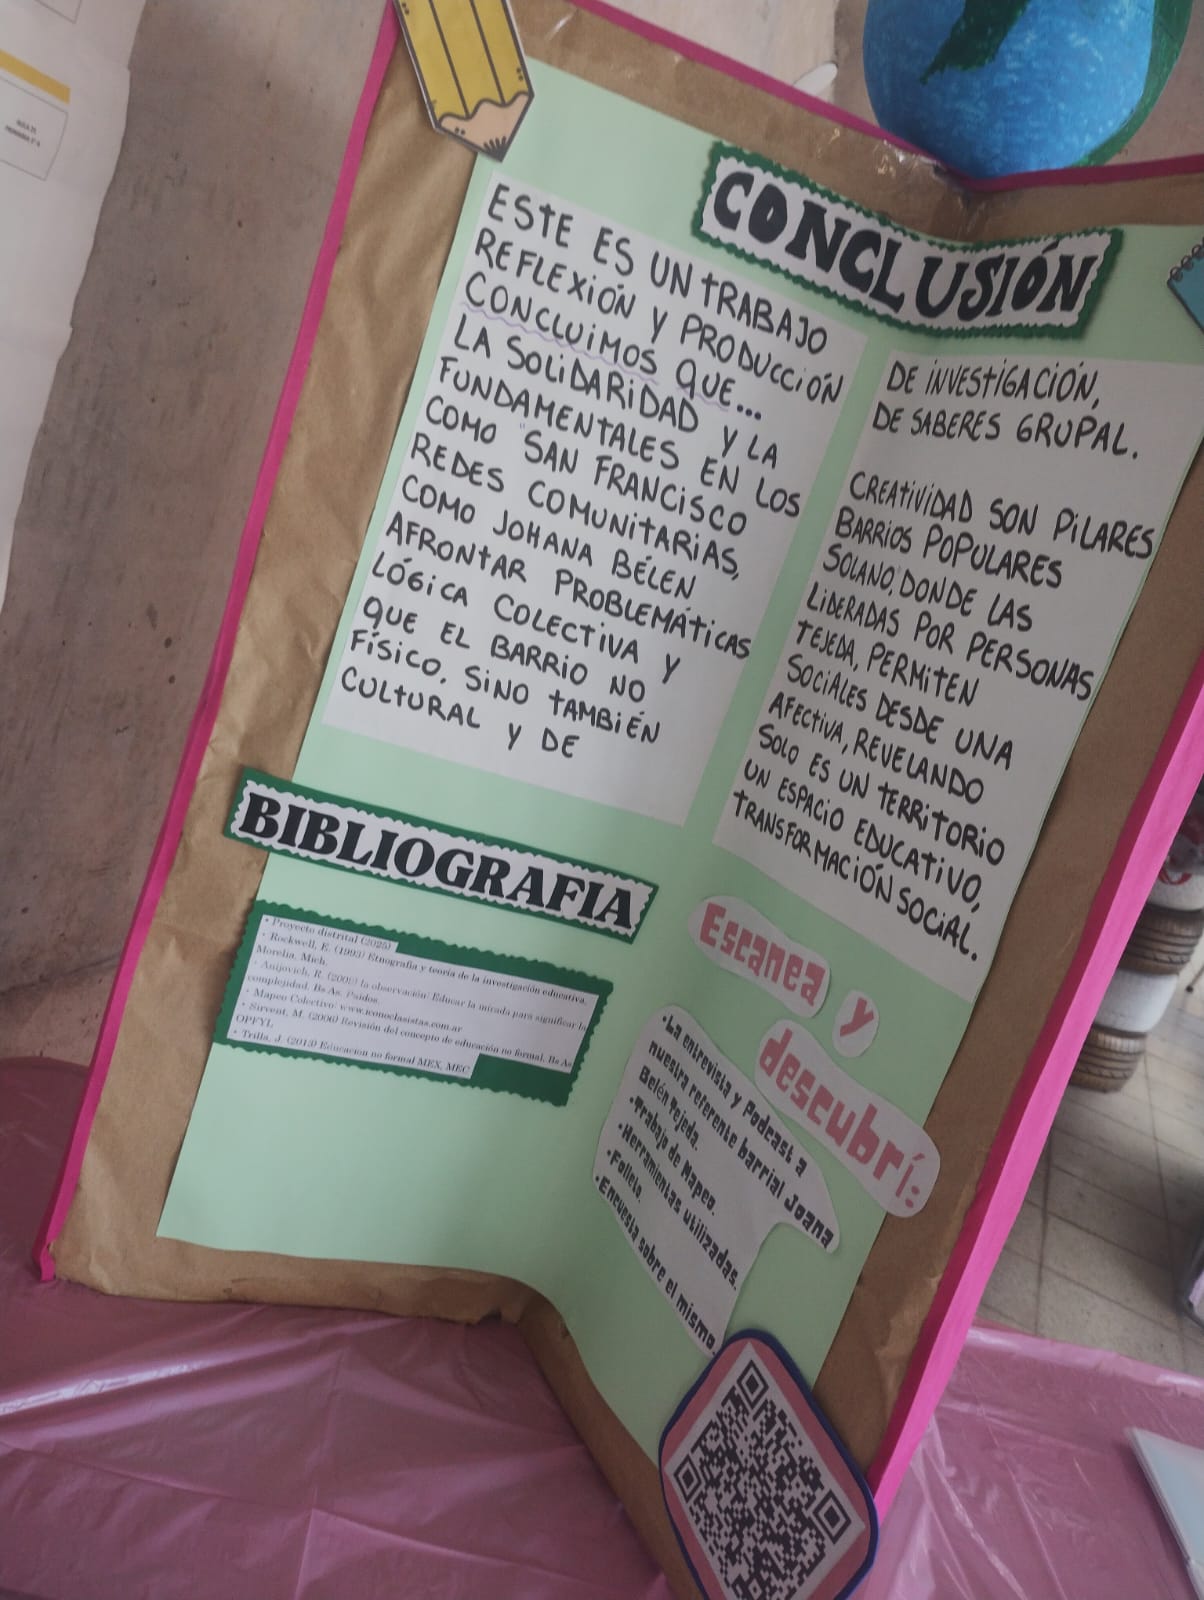 CONCLUSIÓN
ESTE ES UN TRABAJO DE INVESTIGACIÓN,
REFLEXIÓN Y PRODUCCIÓN DE SABERES GRUPAL.
CONCLUIMOS QUE...
LA SOLIDARIDAD Y LA CREATIVIDAD SON PILARES
FUNDAMENTALES EN LOS BARRIOS POPULARES
COMO "SAN FRANCISCO SOLANO", DONDE LAS
REDES COMUNITARIAS, LIDERADAS POR PERSONAS
COMO JOHANA BÉLEN TEJEDA, PERMITEN
AFRONTAR PROBLEMÁTICAS SOCIALES DESDE UNA
LÓGICA COLECTIVA Y AFECTIVA, REVELANDO
QUE EL BARRIO NO SOLO ES UN TERRITORIO
FÍSICO. SINO TAMBIÉN UN ESPACIO EDUCATIVO,
CULTURAL Y DE TRANSFORMACIÓN SOCIAL.
BIBLIOGRAFIA
• Proyecto distrital (2025)
• Rockwell, E. (1993) Etnografia y teoría de la investigación educativa,
Morelia, Mich.
• Anijovich, R. (2009) la observación: Educar la mirada para significar la
complejidad. Bs As. Paidos.
• Mapeo Colectivo: www.iconoclasistas.com.ar
• Sirvent, M. (2006) Revisión del concepto de educación no formal. Bs As
OPFYL
• Trilla, J. (2013) Educacion no formal MEX, MEC
Escanea y
descubrí:
•La entrevista y Podcast a
nuestra referente barrial Joana
Belén Tejeda.
•Trabajo de Mapeo.
•Herramientas utilizadas.
•Folleto.
•Encuesta sobre el mismo.